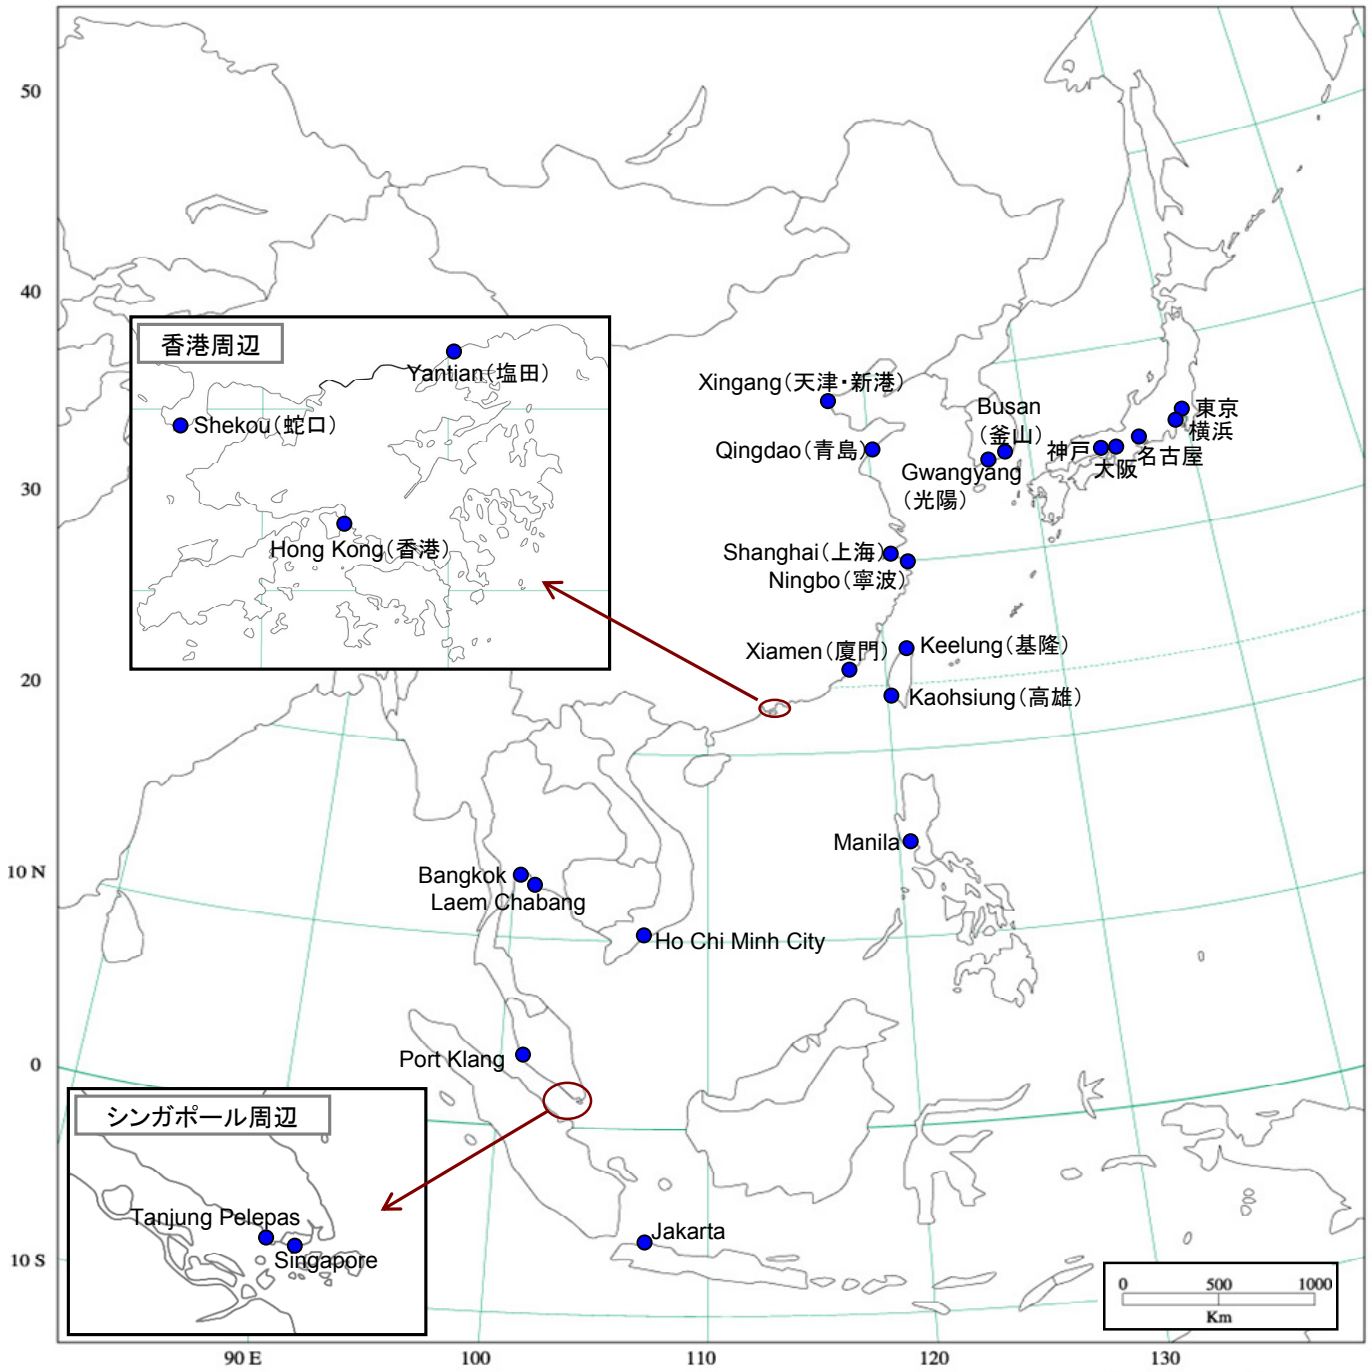 50
40
30
20
10 N
0
10 S
香港周辺
Yantian（塩田）
Shekou（蛇口）
Hong Kong（香港）
Xingang（天津・新港）
Qingdao（青島）
Busan
（釜山）
Gwangyang
（光陽）
神戸
大阪
名古屋
東京
横浜
Shanghai（上海）
Ningbo（寧波）
Xiamen（廈門）
Keelung（基隆）
Kaohsiung（高雄）
Manila
Bangkok
Laem Chabang
Ho Chi Minh City
Port Klang
シンガポール周辺
Tanjung Pelepas
Singapore
Jakarta
0 500 1000
Km
90 E 100 110 120 130